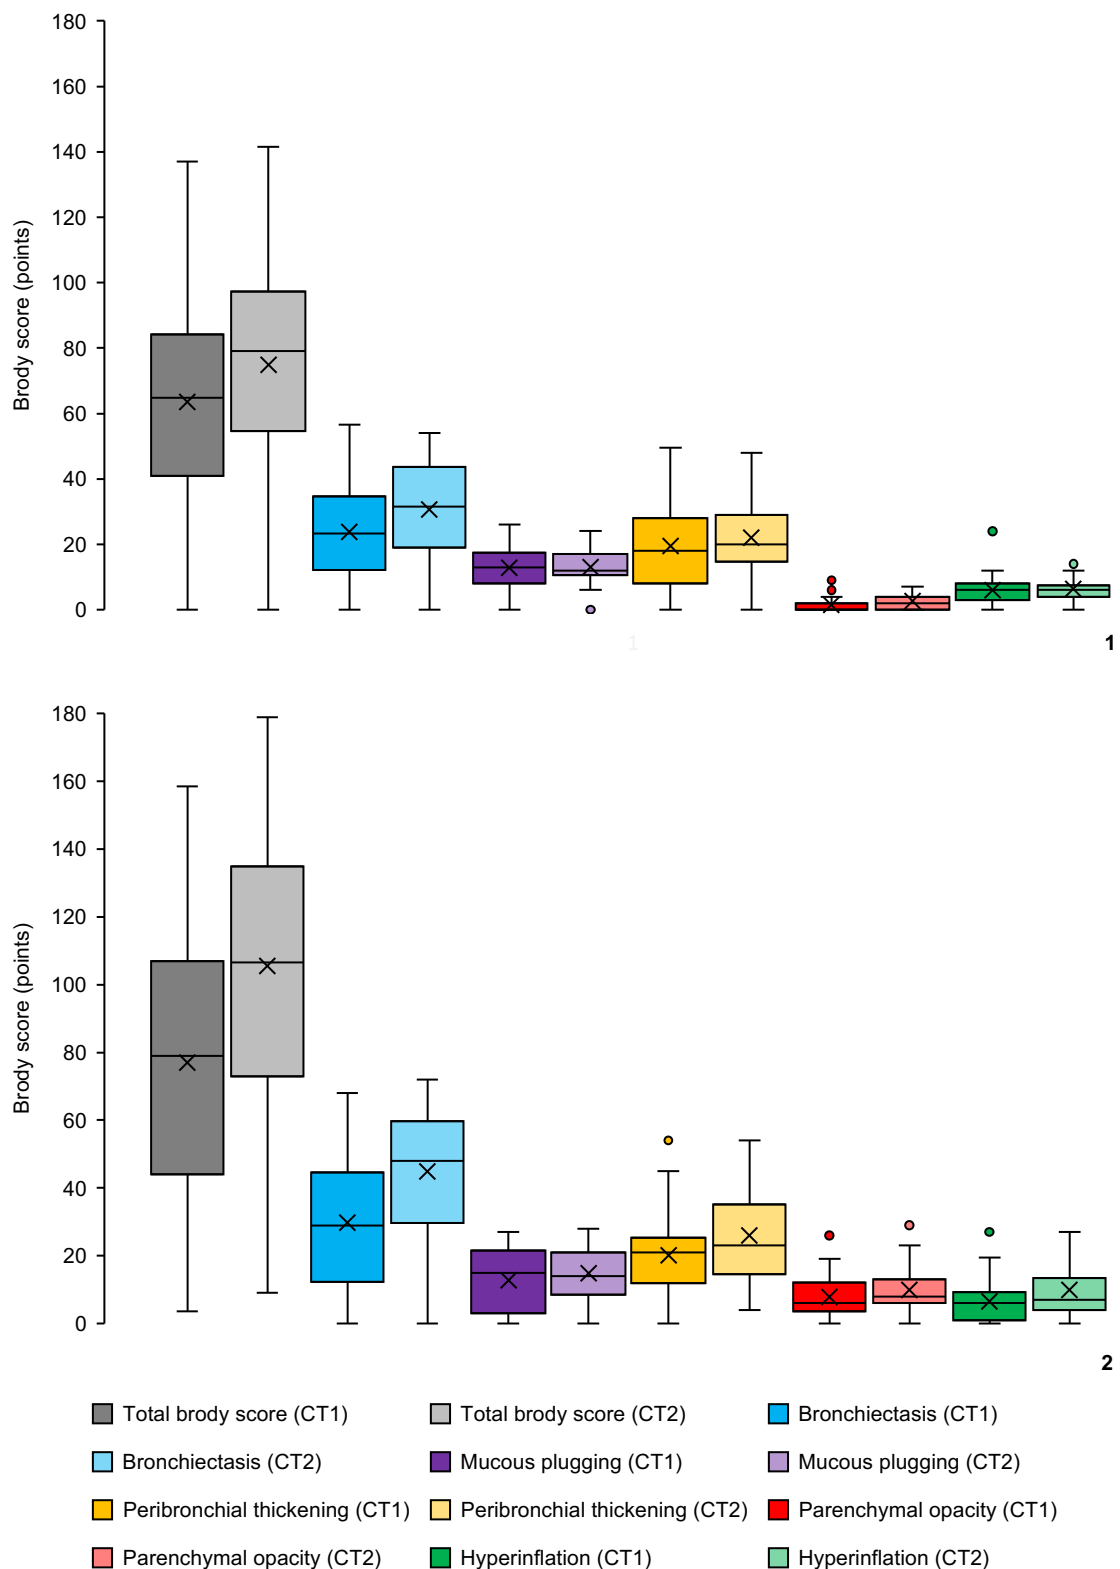 180
160
140
120
100
80
60
40
20
0
Brody score (points)
1
1
180
160
140
120
100
80
60
40
20
0
Brody score (points)
2
Total brody score (CT1)
Total brody score (CT2)
Bronchiectasis (CT1)
Bronchiectasis (CT2)
Mucous plugging (CT1)
Mucous plugging (CT2)
Peribronchial thickening (CT1)
Peribronchial thickening (CT2)
Parenchymal opacity (CT1)
Parenchymal opacity (CT2)
Hyperinflation (CT1)
Hyperinflation (CT2)